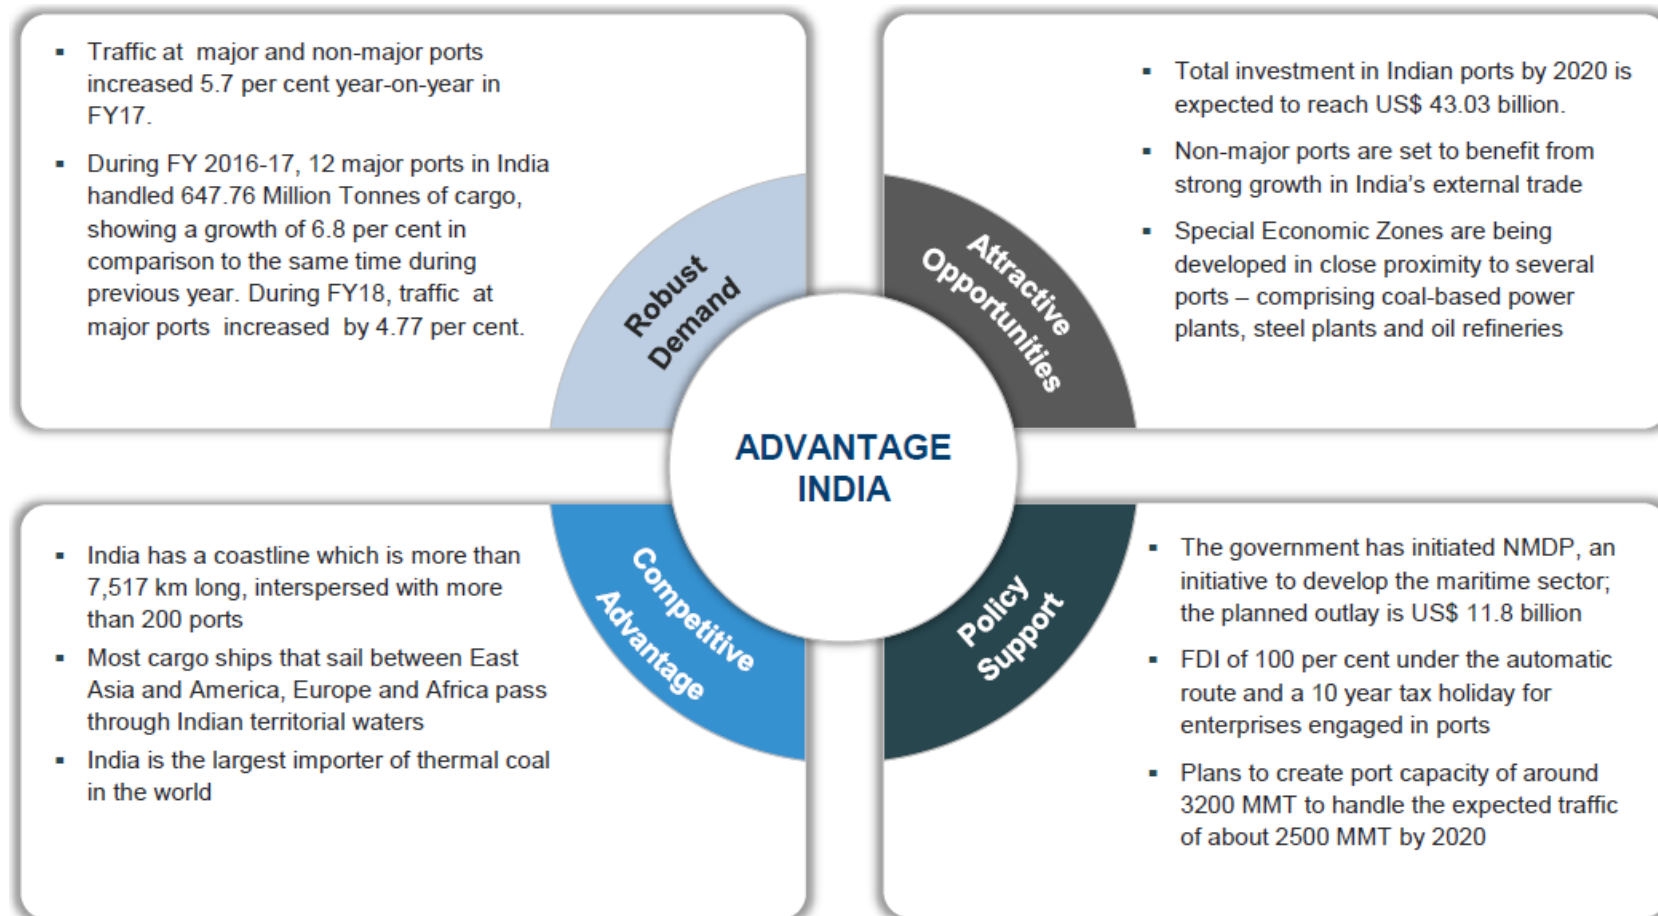 ▪ Traffic at major and non-major ports
increased 5.7 per cent year-on-year in
FY17.
▪ During FY 2016-17, 12 major ports in India
handled 647.76 Million Tonnes of cargo,
showing a growth of 6.8 per cent in
comparison to the same time during
previous year. During FY18, traffic at
major ports increased by 4.77 per cent.
Robust
Demand
▪ Total investment in Indian ports by 2020 is
expected to reach US$ 43.03 billion.
▪ Non-major ports are set to benefit from
strong growth in India’s external trade
▪ Special Economic Zones are being
developed in close proximity to several
ports – comprising coal-based power
plants, steel plants and oil refineries
Attractive
Opportunities
ADVANTAGE
INDIA
▪ India has a coastline which is more than
7,517 km long, interspersed with more
than 200 ports
▪ Most cargo ships that sail between East
Asia and America, Europe and Africa pass
through Indian territorial waters
▪ India is the largest importer of thermal coal
in the world
Competitive
Advantage
▪ The government has initiated NMDP, an
initiative to develop the maritime sector;
the planned outlay is US$ 11.8 billion
▪ FDI of 100 per cent under the automatic
route and a 10 year tax holiday for
enterprises engaged in ports
▪ Plans to create port capacity of around
3200 MMT to handle the expected traffic
of about 2500 MMT by 2020
Policy
Support